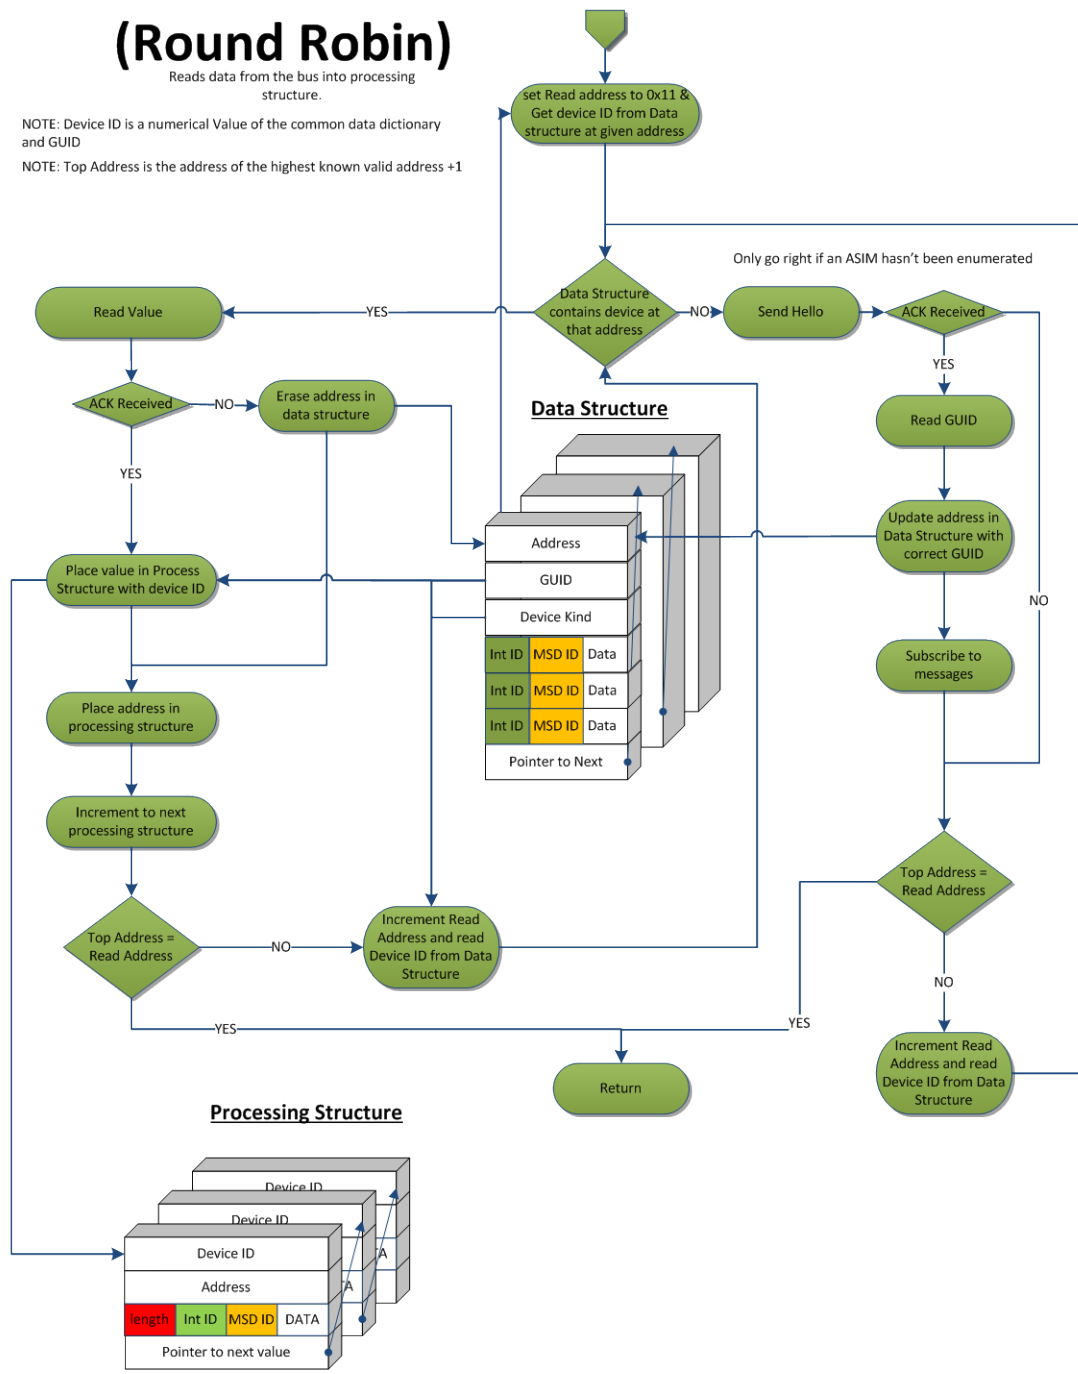 (Round Robin)
Reads data from the bus into processing
structure.
NOTE: Device ID is a numerical Value of the common data dictionary
and GUID
NOTE: Top Address is the address of the highest known valid address +1
set Read address to 0x11 &
Get device ID from Data
structure at given address
Only go right if an ASIM hasn't been enumerated
Data Structure
contains device at
that address
YES
NO
Read Value
Send Hello
ACK Received
YES
NO
Read GUID
Update address in
Data Structure with
correct GUID
Subscribe to
messages
Top Address =
Read Address
YES
NO
Increment Read
Address and read
Device ID from Data
Structure
ACK Received
NO
YES
Erase address in
data structure
Place value in Process
Structure with device ID
Place address in
processing structure
Increment to next
processing structure
Top Address =
Read Address
NO
YES
Increment Read
Address and read
Device ID from Data
Structure
Return
Data Structure
Address
GUID
Device Kind
Int ID MSD ID Data
Int ID MSD ID Data
Int ID MSD ID Data
Pointer to Next
Processing Structure
Device ID
Device ID
Device ID
TA
TA
Address
length Int ID MSD ID DATA
Pointer to next value